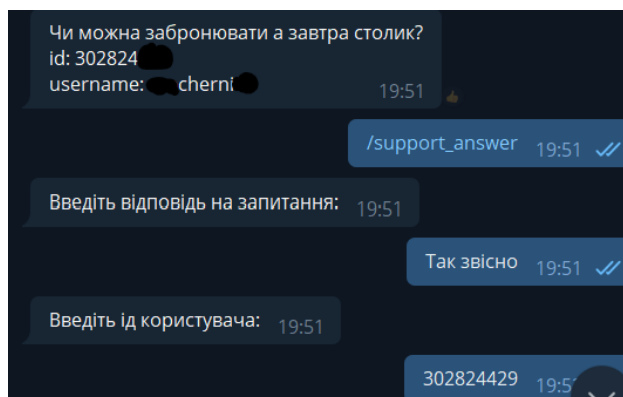 Чи можна забронювати а завтра столик?
id: 302824
username: cherni
19:51
/support_answer 19:51
Введіть відповідь на запитання: 19:51
Так звісно 19:51
Введіть ід користувача: 19:51
302824429